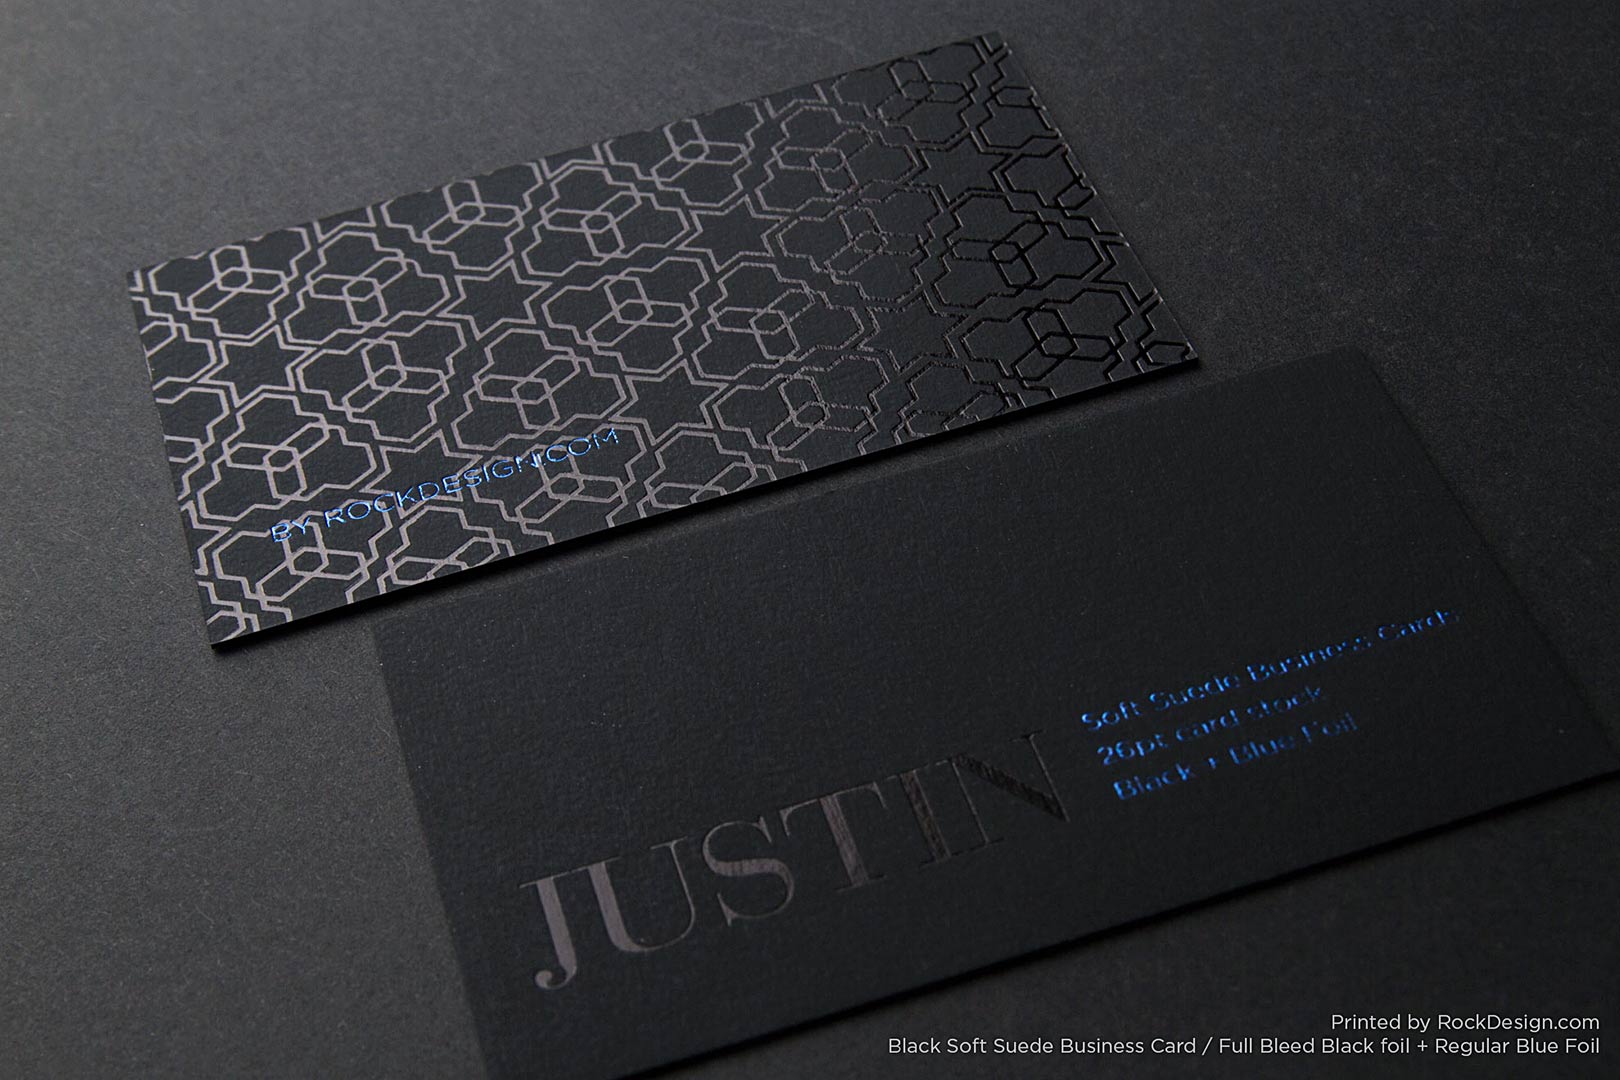 BY ROCKDESIGN.COM
JUSTIN
Soft Suede Business Cards
26pt card stock
Black + Blue Foil
Printed by RockDesign.com
Black Soft Suede Business Card / Full Bleed Black foil + Regular Blue Foil